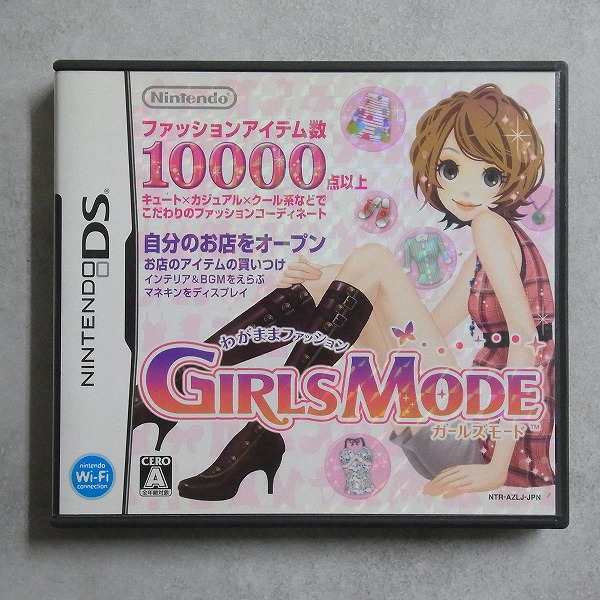 Nintendo
ファッションアイテム数
10000点以上
キュート×カジュアル×クール系などで
こだわりのファッションコーディネート
自分のお店をオープン
お店のアイテムの買いつけ
インテリア&BGMをえらぶ
マネキンをディスプレイ
NINTENDO DS®
わがままファッション
GIRLS MODE
ガールズモード™
nintendo
Wi-Fi
connection
CERO
A
全年齢対象
NTR-AZLJ-JPN